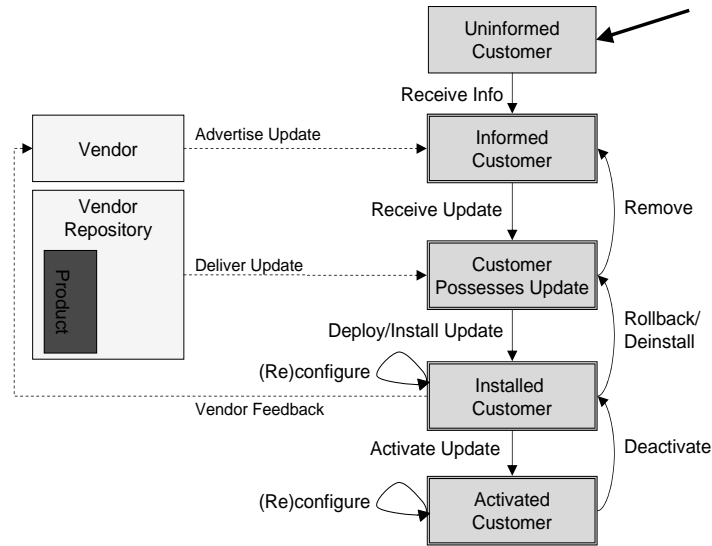 Uninformed
Customer
Receive Info
Vendor
Advertise Update
Informed
Customer
Vendor
Repository
Product
Receive Update
Remove
Deliver Update
Customer
Possesses Update
Deploy/Install Update
Rollback/
Deinstall
(Re)configure
Installed
Customer
Vendor Feedback
Activate Update
Deactivate
(Re)configure
Activated
Customer